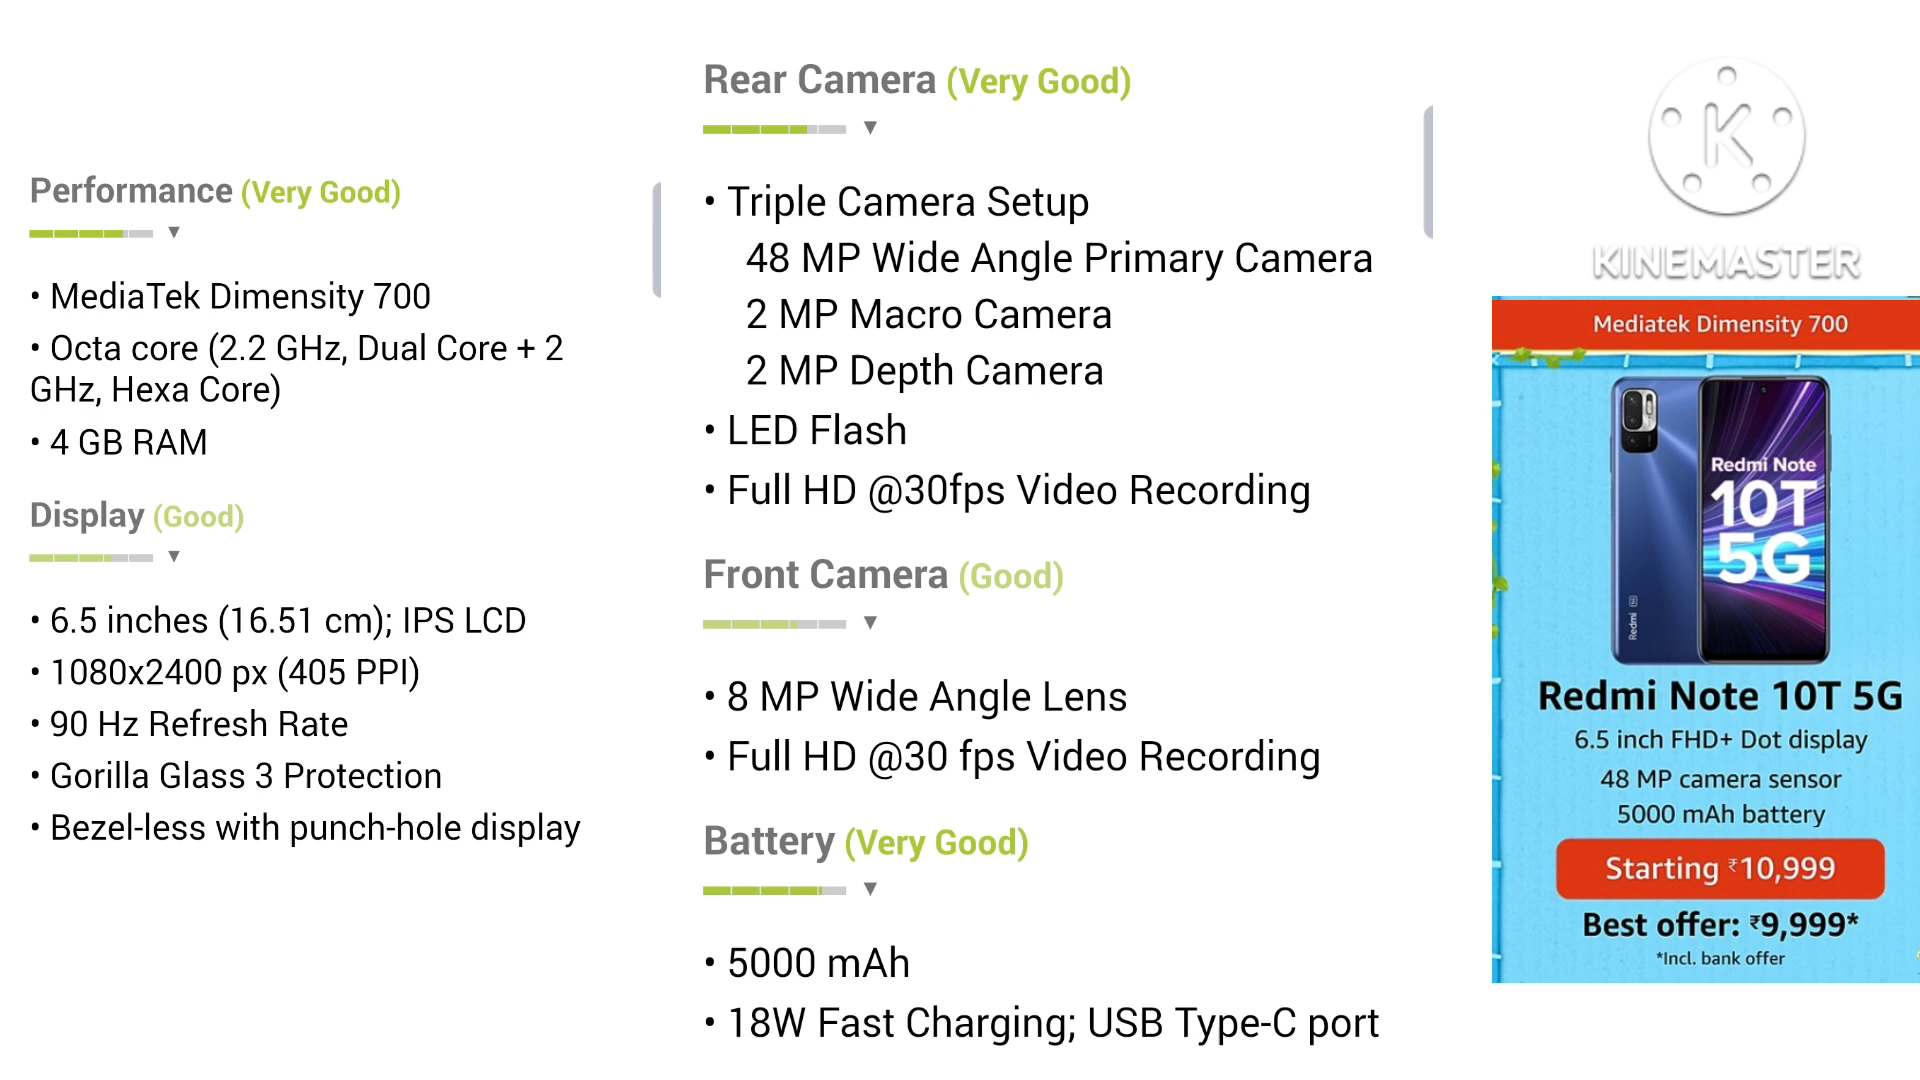 Performance (Very Good)
• MediaTek Dimensity 700
• Octa core (2.2 GHz, Dual Core + 2
GHz, Hexa Core)
• 4 GB RAM
Display (Good)
• 6.5 inches (16.51 cm); IPS LCD
• 1080x2400 px (405 PPI)
• 90 Hz Refresh Rate
• Gorilla Glass 3 Protection
• Bezel-less with punch-hole display
Rear Camera (Very Good)
• Triple Camera Setup
48 MP Wide Angle Primary Camera
2 MP Macro Camera
2 MP Depth Camera
• LED Flash
• Full HD @30fps Video Recording
Front Camera (Good)
• 8 MP Wide Angle Lens
• Full HD @30 fps Video Recording
Battery (Very Good)
• 5000 mAh
• 18W Fast Charging; USB Type-C port
K
KINEMASTER
Mediatek Dimensity 700
Redmi Note
10T
5G
Redmi 5G
Redmi Note 10T 5G
6.5 inch FHD+ Dot display
48 MP camera sensor
5000 mAh battery
Starting ₹10,999
Best offer: ₹9,999*
*Incl. bank offer